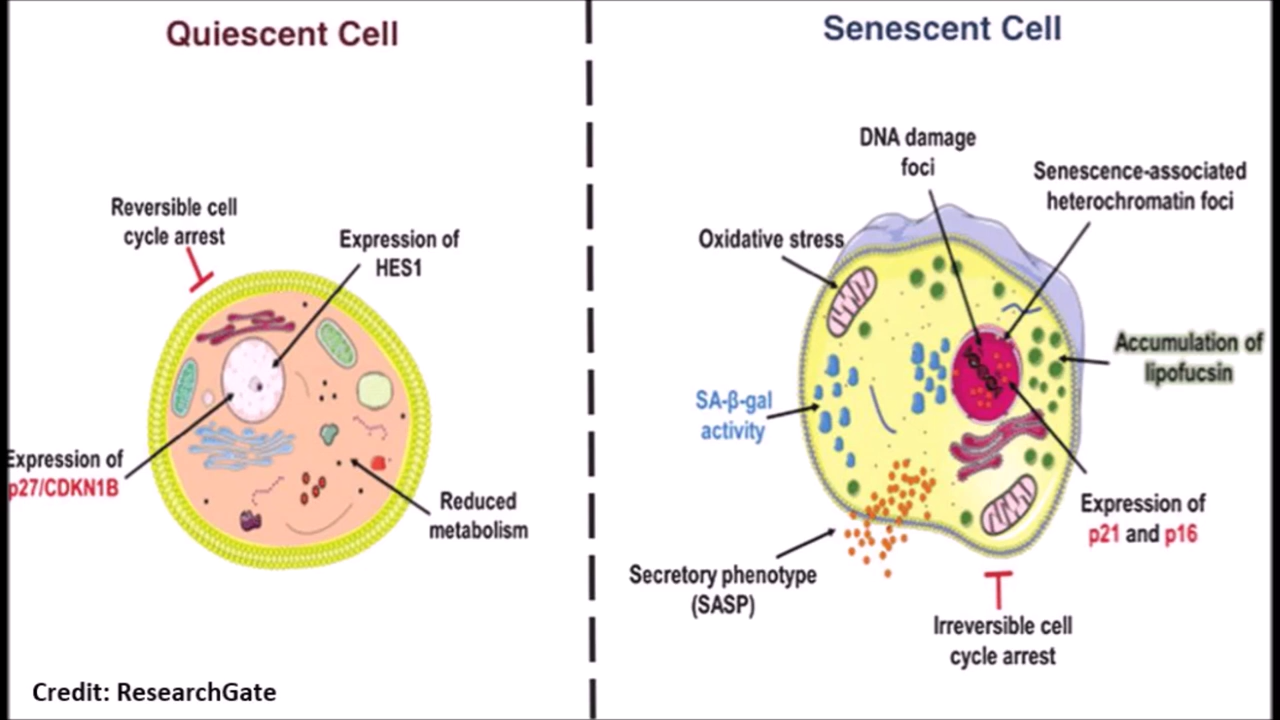 Quiescent Cell
Reversible cell
cycle arrest
Expression of
HES1
Expression of
p27/CDKN1B
Reduced
metabolism
Credit: ResearchGate
Senescent Cell
DNA damage
foci
Senescence-associated
heterochromatin foci
Oxidative stress
Accumulation of
lipofucsin
SA-β-gal
activity
Expression of
p21 and p16
Secretory phenotype
(SASP)
Irreversible cell
cycle arrest